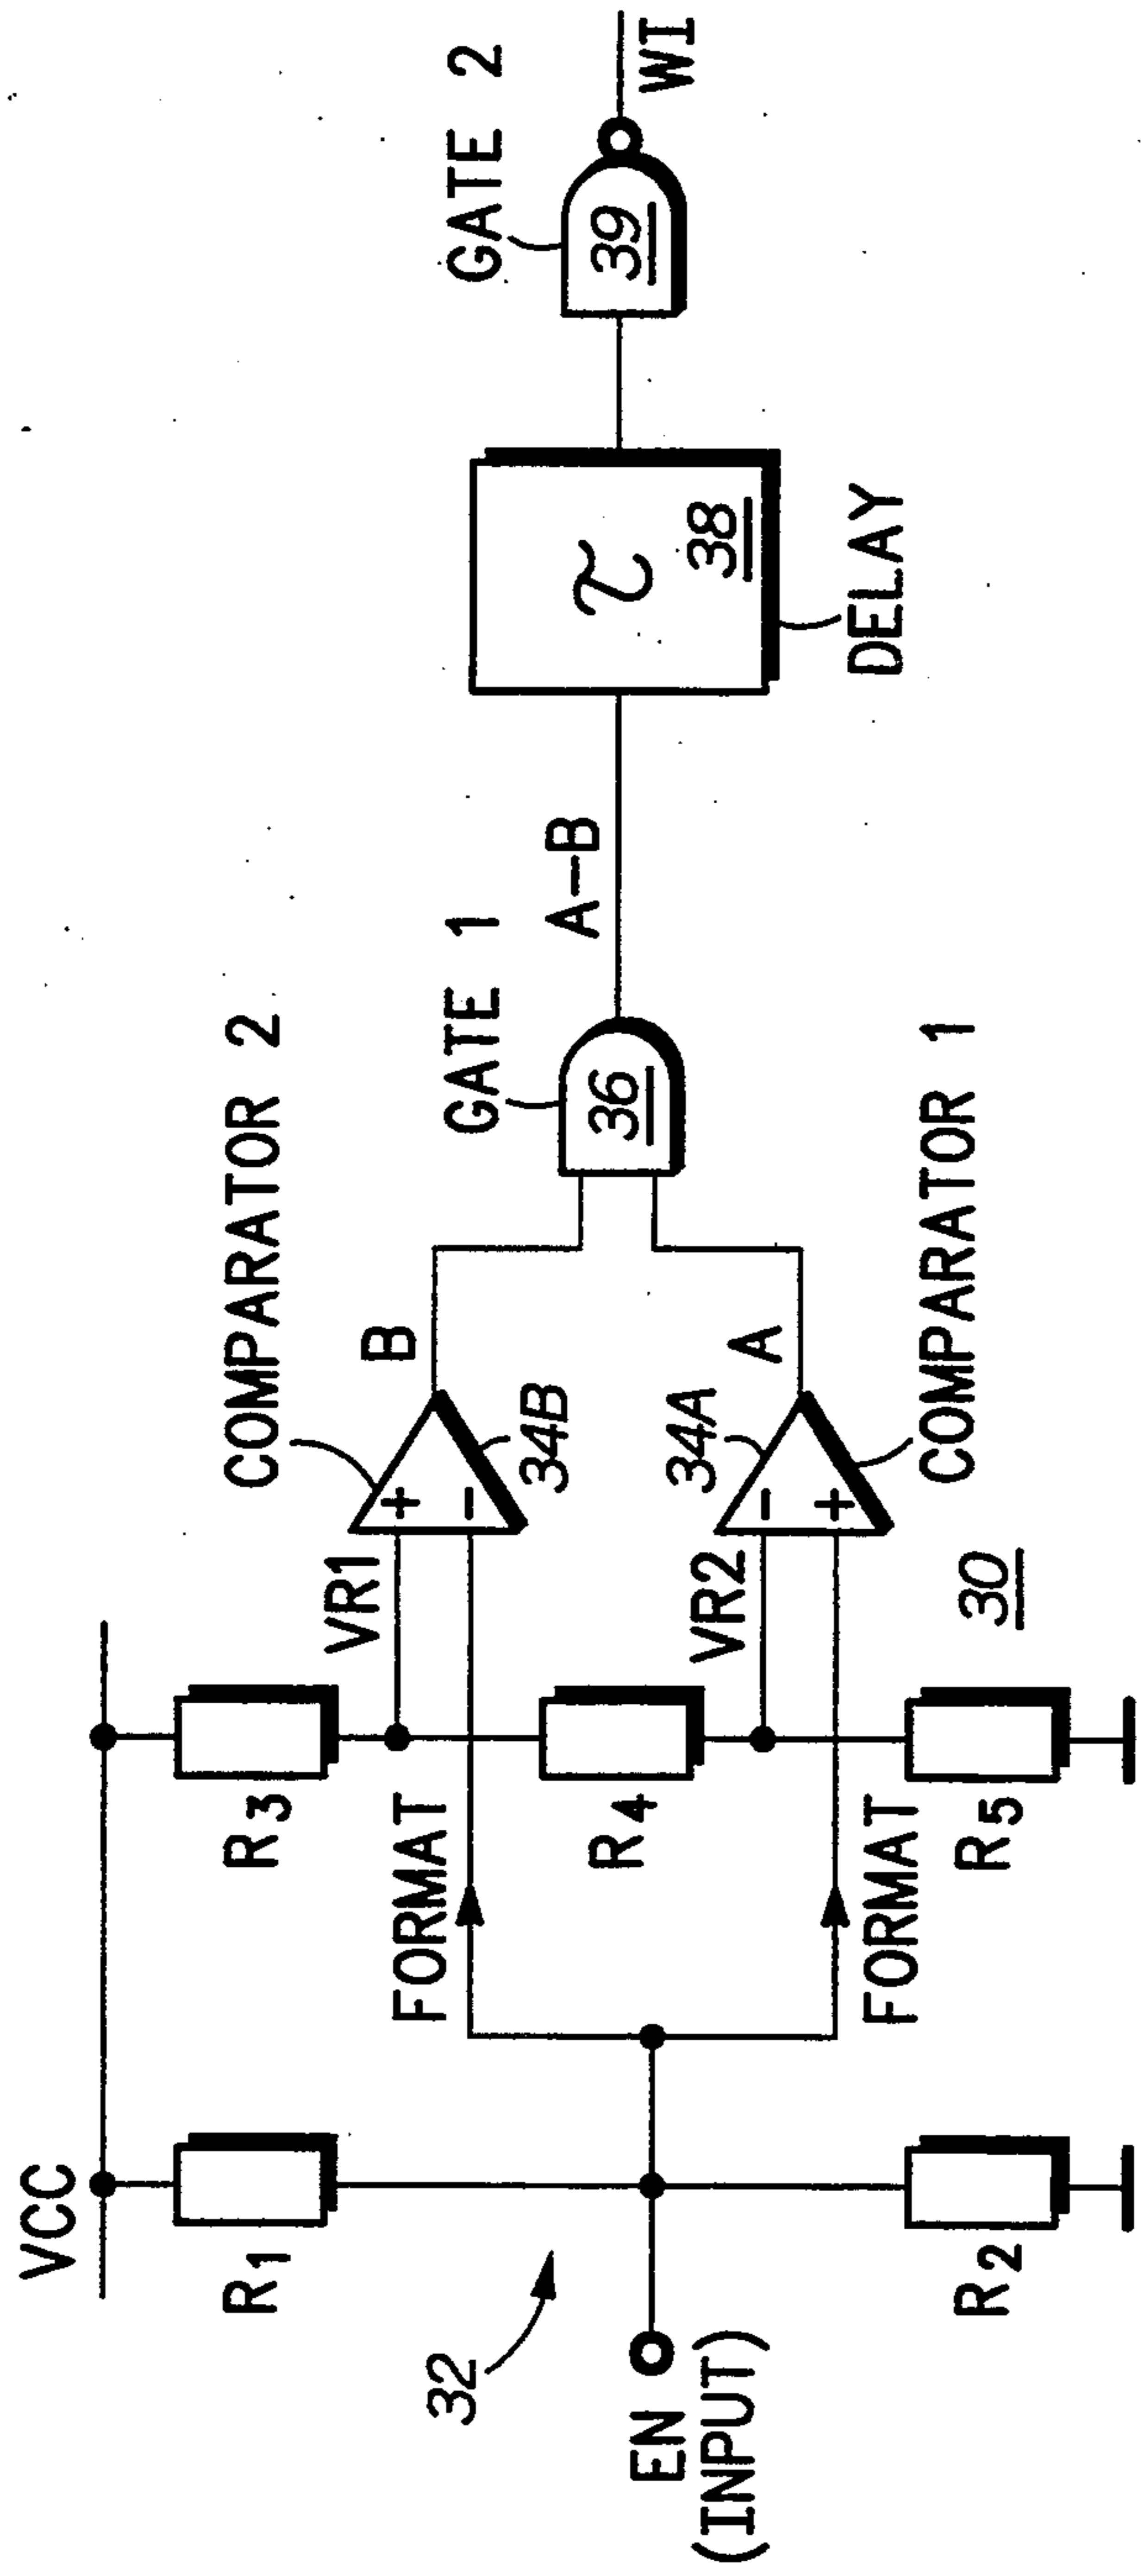 VCC
R1
R2
R3
R4
R5
32
EN
(INPUT)
FORMAT
FORMAT
VR1
VR2
+
-
-
+
30
COMPARATOR 2
34B
B
34A
A
COMPARATOR 1
GATE 1
36
A-B
τ
38
DELAY
GATE 2
39
WI